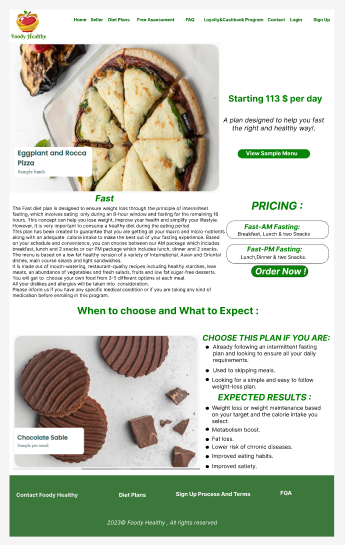 Home Seller Diet Plans Free Assessment FAQ Loyalty&Cashbook Program Contact Login Sign Up
Foody Healthy
Starting 113 $ per day
A plan designed to help you fast
the right and healthy way!.
View Sample Menu
Eggplant and Rocca
Pizza
Fast
The Fast diet plan is designed to ensure weight loss through the principle of intermittent
fasting, which involves eating only during an 8-hour window and fasting for the remaining 16
hours. This concept can help you lose weight, improve your health and simplify your lifestyle.
However, it is very important to consume a healthy diet during the eating period.
This plan has been created to guarantee that you are getting all your macro and micro-nutrients
along with an adequate calorie intake to make the best out of your fasting experience. Based
on your schedule and convenience, you can choose between our AM package which includes
breakfast, lunch and 2 snacks or our PM package which includes lunch, dinner and 2 snacks.
The menu is based on a low fat healthy version of a variety of International, Asian and Oriental
dishes, main course salads and light sandwiches.
It is made out of mouth-watering, restaurant-quality recipes including healthy starches, lean
meats, an abundance of vegetables and fresh salads, fruits and low fat sugar-free desserts.
You will get to choose your own food from 3-5 different options at each meal.
All your dislikes and allergies will be taken into consideration.
Please inform us if you have any specific medical condition or if you are taking any kind of
medication before enrolling in this program.
PRICING :
Fast-AM Fasting:
Breakfast, Lunch & two Snacks
Fast-PM Fasting:
Lunch,Dinner & two Snacks.
Order Now !
When to choose and What to Expect :
Chocolate Sable
CHOOSE THIS PLAN IF YOU ARE:
Already following an intermittent fasting
plan and looking to ensure all your daily
requirements.
Used to skipping meals.
Looking for a simple and easy to follow
weight-loss plan.
EXPECTED RESULTS :
Weight loss or weight maintenance based
on your target and the calorie intake you
select.
Metabolism boost.
Fat loss.
Lower risk of chronic diseases.
Improved eating habits.
Improved satiety.
Contact Foody Healthy Diet Plans Sign Up Process And Terms FQA
2023© Foody Healthy , All rights reserved